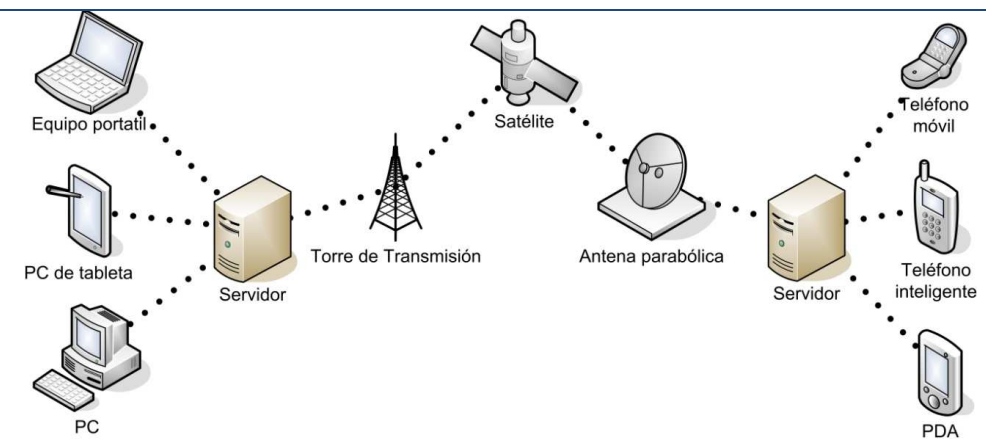 Equipo portatil
PC de tableta
PC
Servidor
Torre de Transmisión
Satélite
Antena parabólica
Servidor
Teléfono
móvil
Teléfono
inteligente
PDA